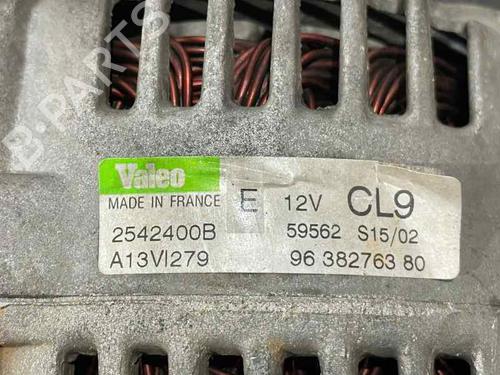 B-PARTS
Valeo
MADE IN FRANCE E 12V CL9
2542400B 59562 S15/02
A13VI279 96 382763 80